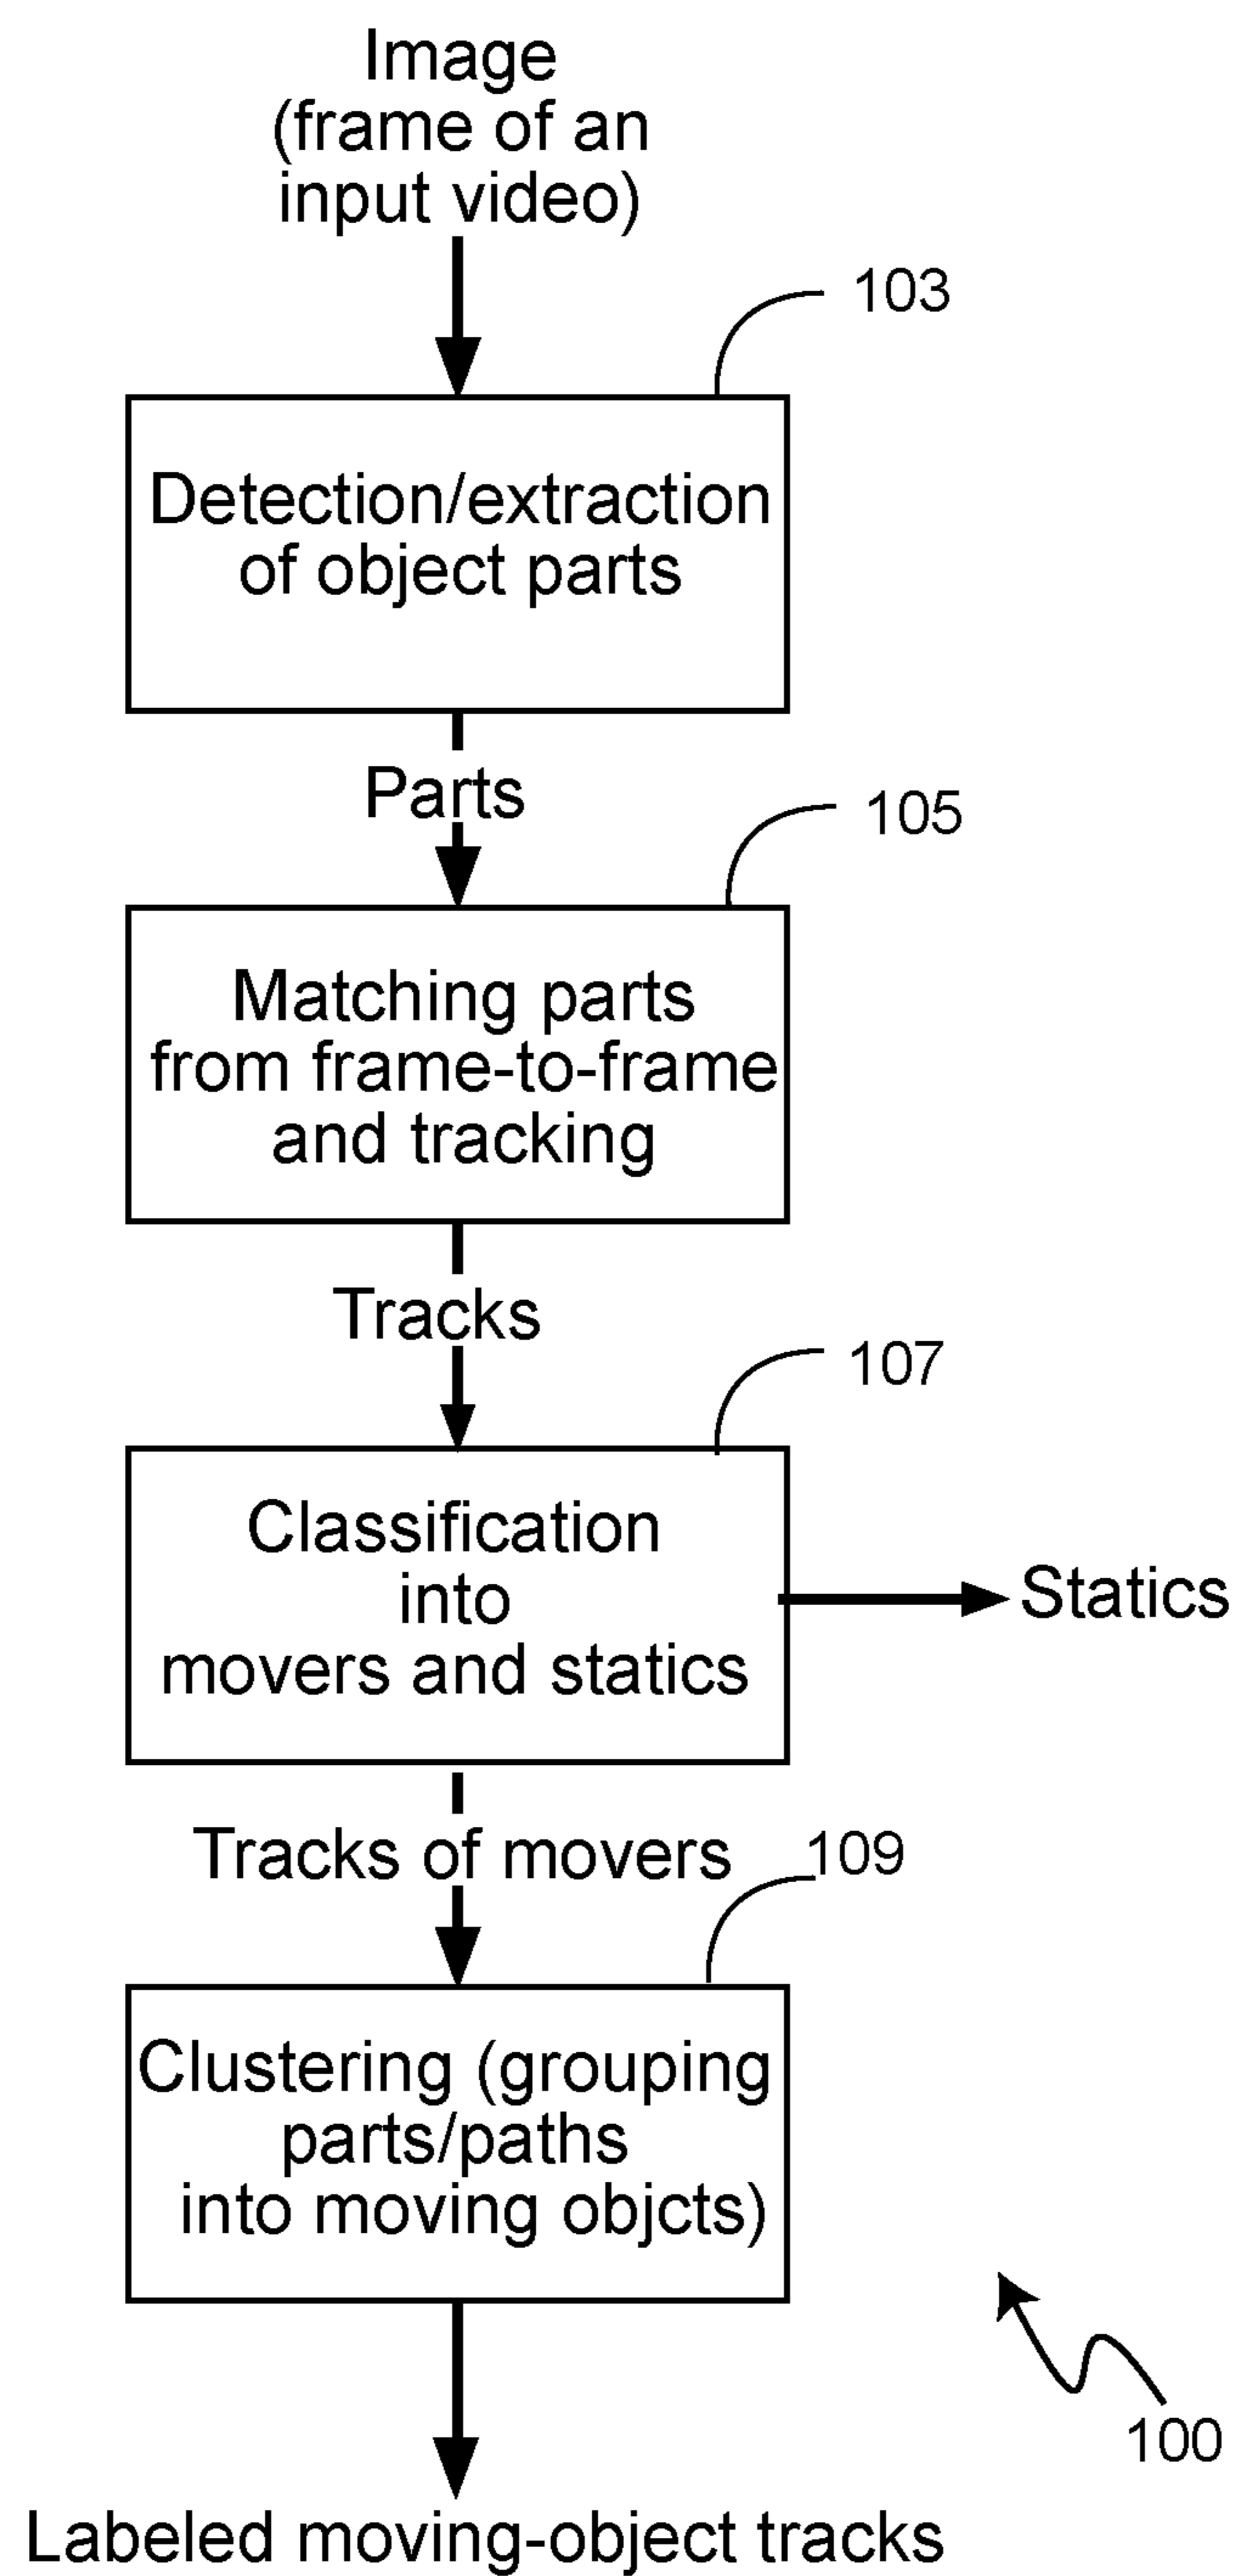 Image
(frame of an
input video)
103
Detection/extraction
of object parts
Parts
105
Matching parts
from frame-to-frame
and tracking
Tracks
107
Classification
into
movers and statics
Statics
Tracks of movers
109
Clustering (grouping
parts/paths
into moving objcts)
100
Labeled moving-object tracks